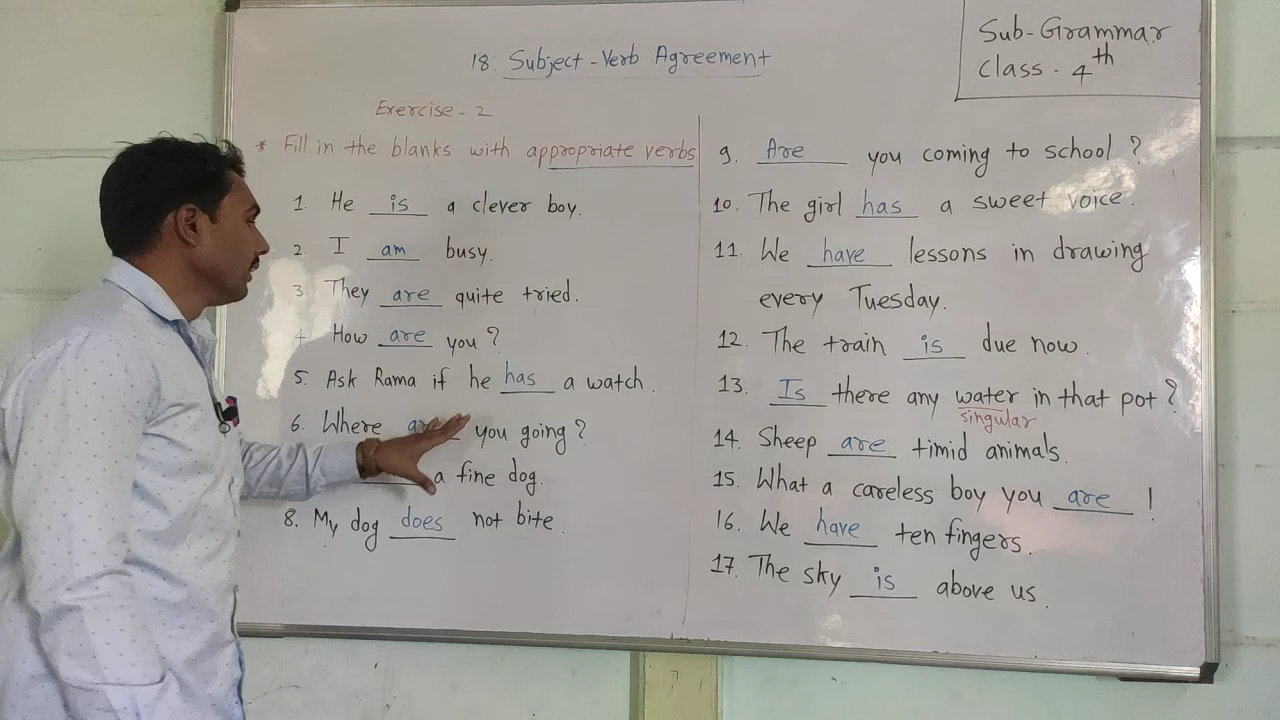 18. Subject-Verb Agreement
Sub-Grammar
Class. 4th
Exercise-2
* Fill in the blanks with appropriate verbs
1. He is a clever boy.
2. I am busy.
3. They are quite tried.
4. How are you?
5. Ask Rama if he has a watch.
6. Where you going?
a fine dog.
8. My dog does not bite.
9. Are you coming to school?
10. The girl has a sweet voice.
11. We have lessons in drawing
every Tuesday.
12. The train is due now.
13. Is there any water in that pot?
singular
14. Sheep are timid animals.
15. What a careless boy you are!
16. We have ten fingers.
17. The sky is above us.